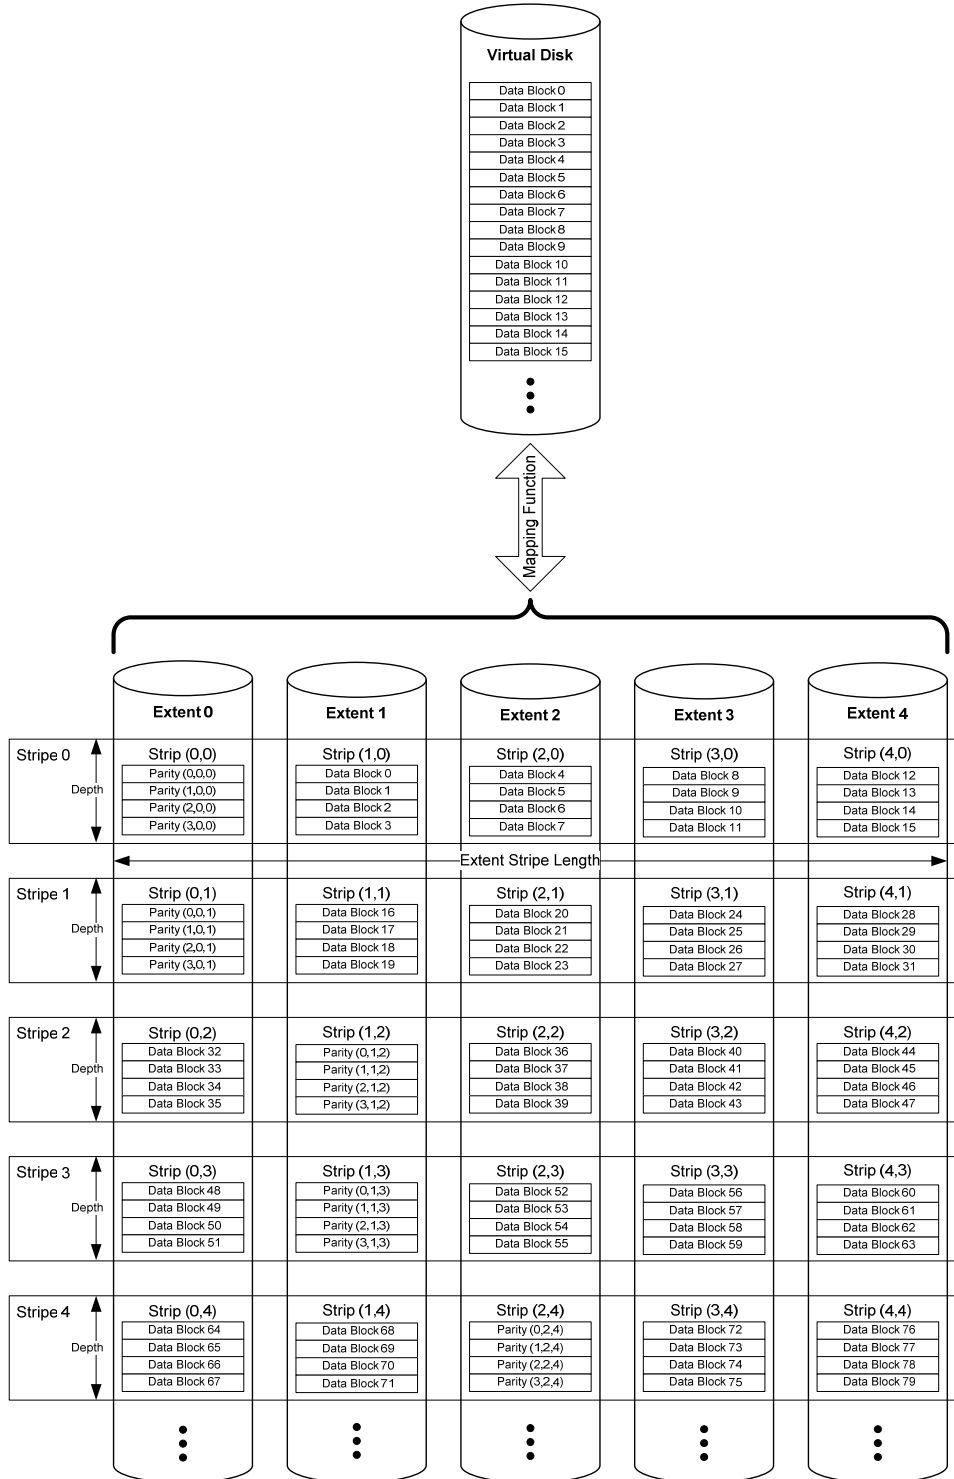 Virtual Disk
Data Block 0
Data Block 1
Data Block 2
Data Block 3
Data Block 4
Data Block 5
Data Block 6
Data Block 7
Data Block 8
Data Block 9
Data Block 10
Data Block 11
Data Block 12
Data Block 13
Data Block 14
Data Block 15
Mapping Function
Extent 0
Extent 1
Extent 2
Extent 3
Extent 4
Stripe 0
Depth
Strip (0,0)
Parity (0,0,0)
Parity (1,0,0)
Parity (2,0,0)
Parity (3,0,0)
Strip (1,0)
Data Block 0
Data Block 1
Data Block 2
Data Block 3
Strip (2,0)
Data Block 4
Data Block 5
Data Block 6
Data Block 7
Strip (3,0)
Data Block 8
Data Block 9
Data Block 10
Data Block 11
Strip (4,0)
Data Block 12
Data Block 13
Data Block 14
Data Block 15
Extent Stripe Length
Stripe 1
Depth
Strip (0,1)
Parity (0,0,1)
Parity (1,0,1)
Parity (2,0,1)
Parity (3,0,1)
Strip (1,1)
Data Block 16
Data Block 17
Data Block 18
Data Block 19
Strip (2,1)
Data Block 20
Data Block 21
Data Block 22
Data Block 23
Strip (3,1)
Data Block 24
Data Block 25
Data Block 26
Data Block 27
Strip (4,1)
Data Block 28
Data Block 29
Data Block 30
Data Block 31
Stripe 2
Depth
Strip (0,2)
Data Block 32
Data Block 33
Data Block 34
Data Block 35
Strip (1,2)
Parity (0,1,2)
Parity (1,1,2)
Parity (2,1,2)
Parity (3,1,2)
Strip (2,2)
Data Block 36
Data Block 37
Data Block 38
Data Block 39
Strip (3,2)
Data Block 40
Data Block 41
Data Block 42
Data Block 43
Strip (4,2)
Data Block 44
Data Block 45
Data Block 46
Data Block 47
Stripe 3
Depth
Strip (0,3)
Data Block 48
Data Block 49
Data Block 50
Data Block 51
Strip (1,3)
Parity (0,1,3)
Parity (1,1,3)
Parity (2,1,3)
Parity (3,1,3)
Strip (2,3)
Data Block 52
Data Block 53
Data Block 54
Data Block 55
Strip (3,3)
Data Block 56
Data Block 57
Data Block 58
Data Block 59
Strip (4,3)
Data Block 60
Data Block 61
Data Block 62
Data Block 63
Stripe 4
Depth
Strip (0,4)
Data Block 64
Data Block 65
Data Block 66
Data Block 67
Strip (1,4)
Data Block 68
Data Block 69
Data Block 70
Data Block 71
Strip (2,4)
Parity (0,2,4)
Parity (1,2,4)
Parity (2,2,4)
Parity (3,2,4)
Strip (3,4)
Data Block 72
Data Block 73
Data Block 74
Data Block 75
Strip (4,4)
Data Block 76
Data Block 77
Data Block 78
Data Block 79